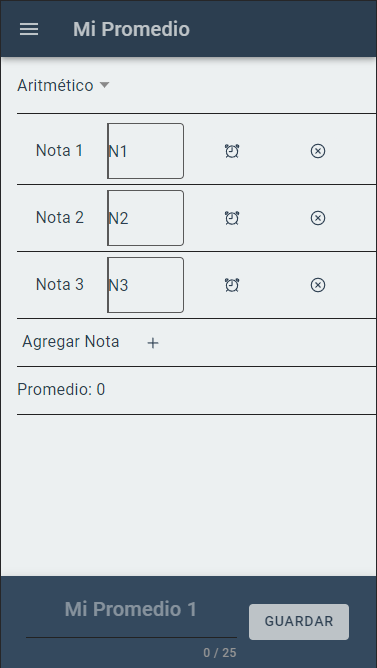 Mi Promedio
Aritmético
Nota 1 N1
Nota 2 N2
Nota 3 N3
Agregar Nota +
Promedio: 0
Mi Promedio 1
GUARDAR
0 / 25